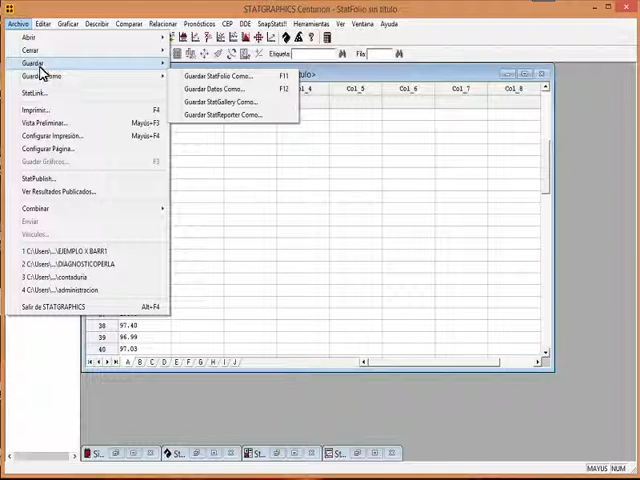 STATGRAPHICS Centurion - StatFolio sin título
Archivo Editar Graficar Describir Comparar Relacionar Pronósticos CEP DDE SnapStats!! Herramientas Ver Ventana Ayuda
Abrir
Cerrar
Guardar
StatLink...
Imprimir... F4
Vista Preliminar... Mayús+F3
Configurar Impresión... Mayús+F4
Configurar Página...
Guadar Gráficos... F3
StatPublish...
Ver Resultados Publicados...
Combinar
Enviar
Vínculos...
1 C:\Users\...\EJEMPLO X BARR1
2 C:\Users\...\DIAGNOSTICOPERLA
3 C:\Users\...\contaduria
4 C:\Users\...\administracion
Salir de STATGRAPHICS Alt+F4
Guardar StatFolio Como... F11
Guardar Datos Como... F12
Guardar StatGallery Como...
Guardar StatReporter Como...
Etiqueta Fila
Col_5 Col_6 Col_7 Col_8
38 97.40
39 96.99
40 97.03
A B C D E F G H I J
MAYUS NUM